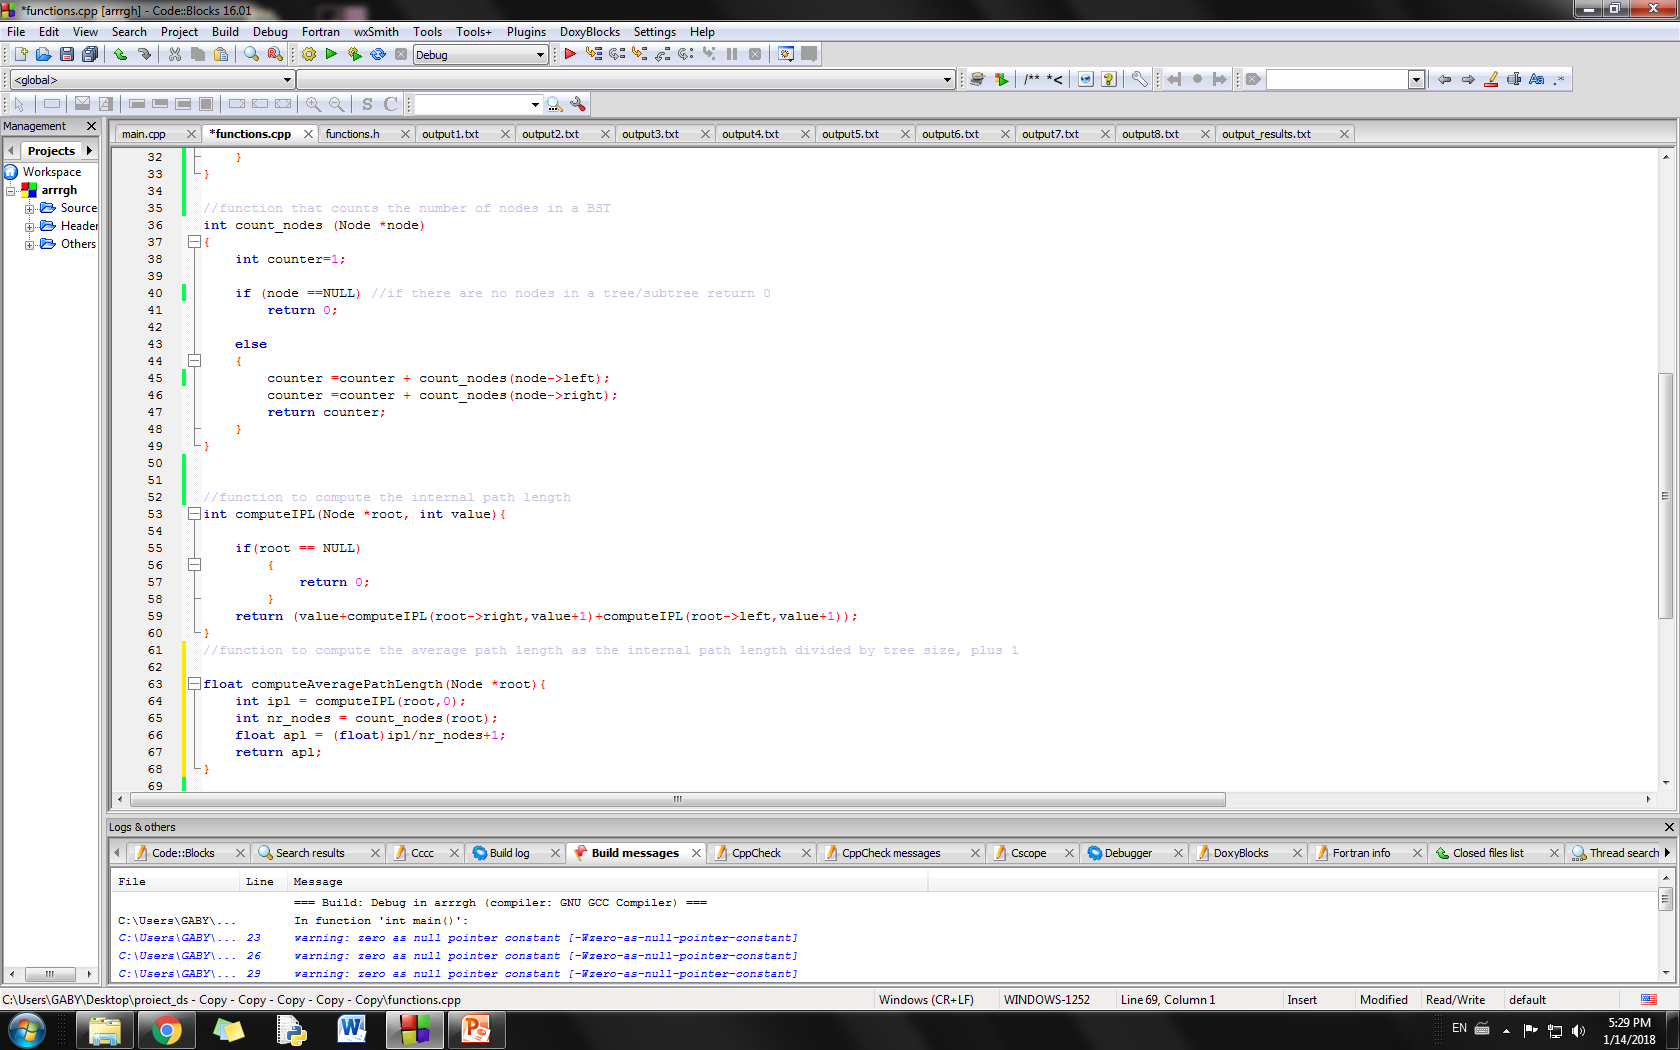 *functions.cpp [arrrgh] - Code::Blocks 16.01
File Edit View Search Project Build Debug Fortran wxSmith Tools Tools+ Plugins DoxyBlocks Settings Help
Debug
<global>
/** *<
Aa .*
S C
Management
main.cpp *functions.cpp functions.h output1.txt output2.txt output3.txt output4.txt output5.txt output6.txt output7.txt output8.txt output_results.txt
Projects
Workspace
arrrgh
Source
Header
Others
32 }
33 }
34
35 //function that counts the number of nodes in a BST
36 int count_nodes (Node *node)
37 {
38 int counter=1;
39
40 if (node ==NULL) //if there are no nodes in a tree/subtree return 0
41 return 0;
42
43 else
44 {
45 counter =counter + count_nodes(node->left);
46 counter =counter + count_nodes(node->right);
47 return counter;
48 }
49 }
50
51
52 //function to compute the internal path length
53 int computeIPL(Node *root, int value){
54
55 if(root == NULL)
56 {
57 return 0;
58 }
59 return (value+computeIPL(root->right,value+1)+computeIPL(root->left,value+1));
60 }
61 //function to compute the average path length as the internal path length divided by tree size, plus 1
62
63 float computeAveragePathLength(Node *root){
64 int ipl = computeIPL(root,0);
65 int nr_nodes = count_nodes(root);
66 float apl = (float)ipl/nr_nodes+1;
67 return apl;
68 }
69
Logs & others
Code::Blocks Search results Cccc Build log Build messages CppCheck CppCheck messages Cscope Debugger DoxyBlocks Fortran info Closed files list Thread search
File Line Message
=== Build: Debug in arrrgh (compiler: GNU GCC Compiler) ===
C:\Users\GABY\... In function 'int main()':
C:\Users\GABY\... 23 warning: zero as null pointer constant [-Wzero-as-null-pointer-constant]
C:\Users\GABY\... 26 warning: zero as null pointer constant [-Wzero-as-null-pointer-constant]
C:\Users\GABY\... 29 warning: zero as null pointer constant [-Wzero-as-null-pointer-constant]
C:\Users\GABY\Desktop\proiect_ds - Copy - Copy - Copy - Copy - Copy\functions.cpp Windows (CR+LF) WINDOWS-1252 Line 69, Column 1 Insert Modified Read/Write default
EN
5:29 PM
1/14/2018